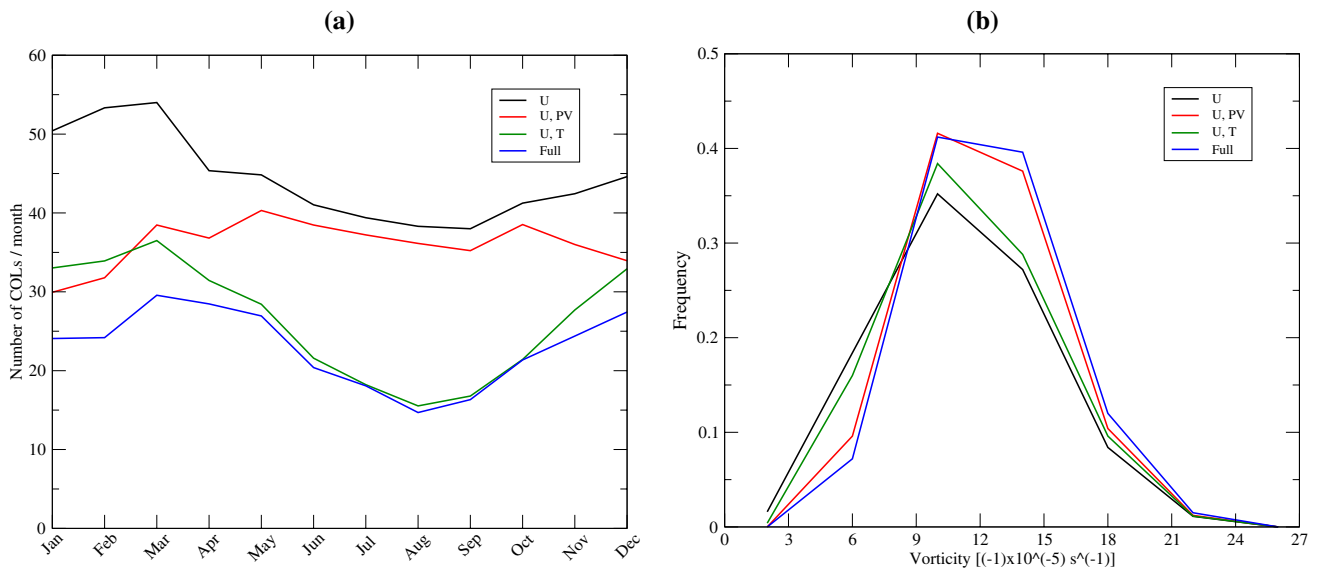 (a)
60
50
40
30
20
10
0
Number of COLs / month
U
U, PV
U, T
Full
Jan
Feb
Mar
Apr
May
Jun
Jul
Aug
Sep
Oct
Nov
Dec
(b)
0.5
0.4
0.3
0.2
0.1
0
Frequency
U
U, PV
U, T
Full
0
3
6
9
12
15
18
21
24
27
Vorticity [(-1)x10^(-5) s^(-1)]